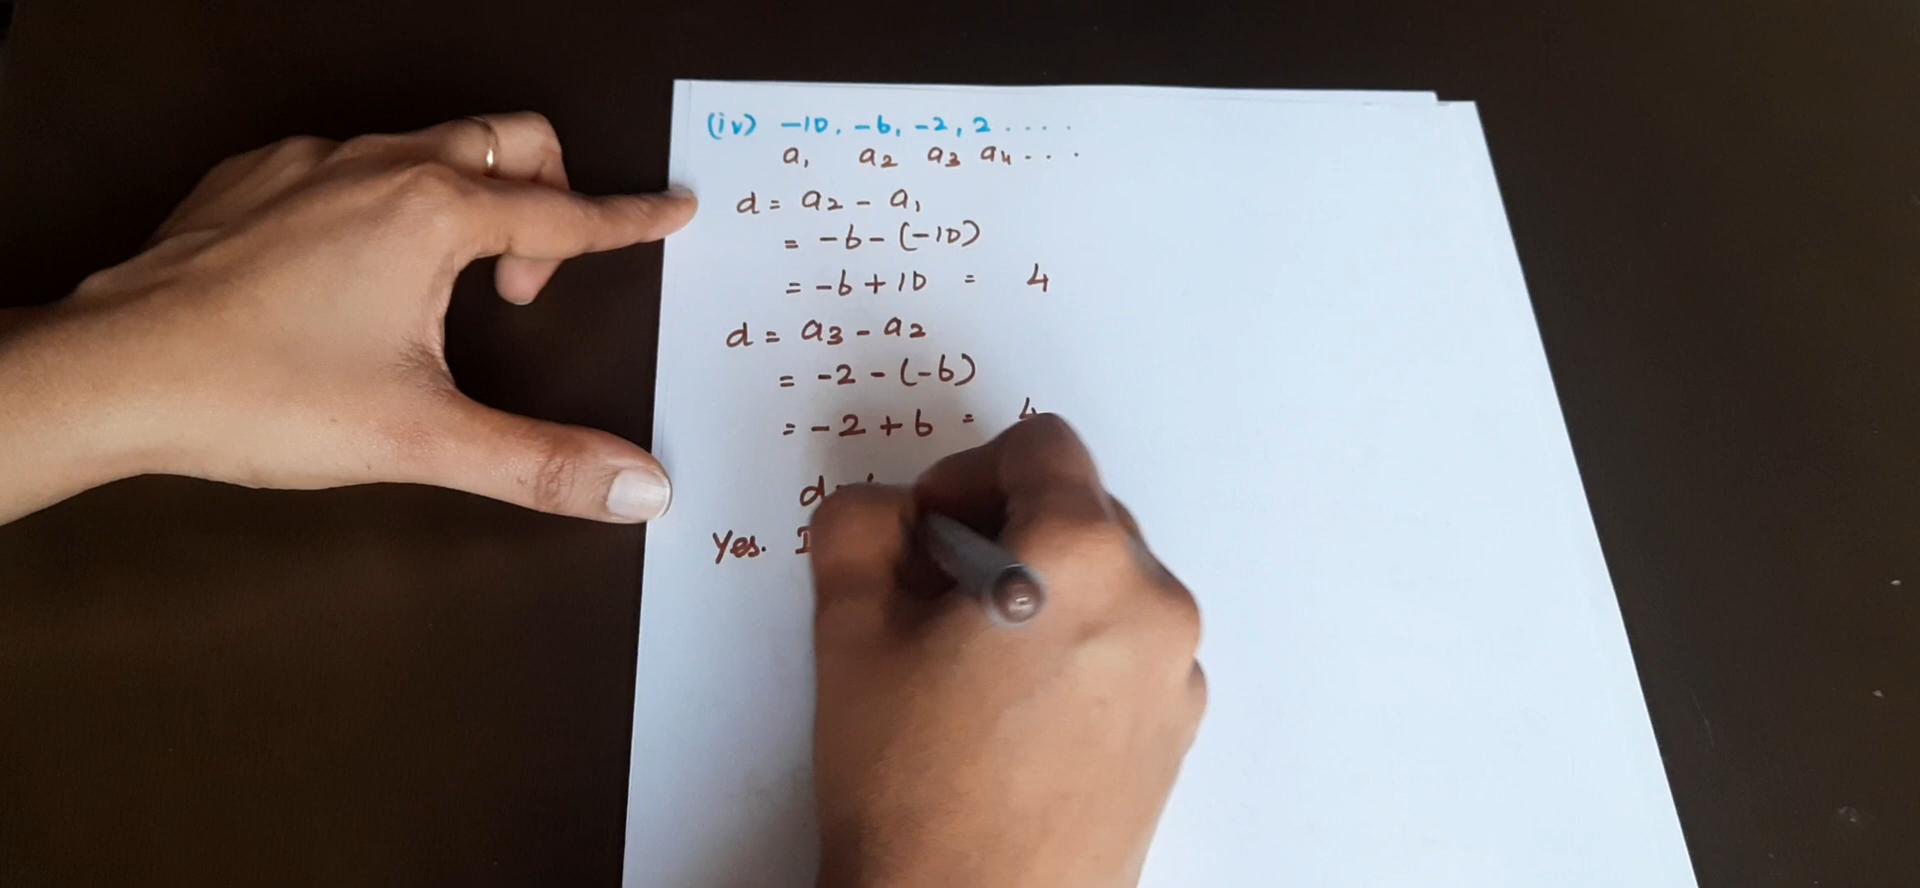 (iv) -10, -6, -2, 2 ....
a₁ a₂ a₃ a₄ ...
d = a₂ - a₁
= -6 - (-10)
= -6 + 10 = 4
d = a₃ - a₂
= -2 - (-6)
= -2 + 6 = 4
d
Yes.